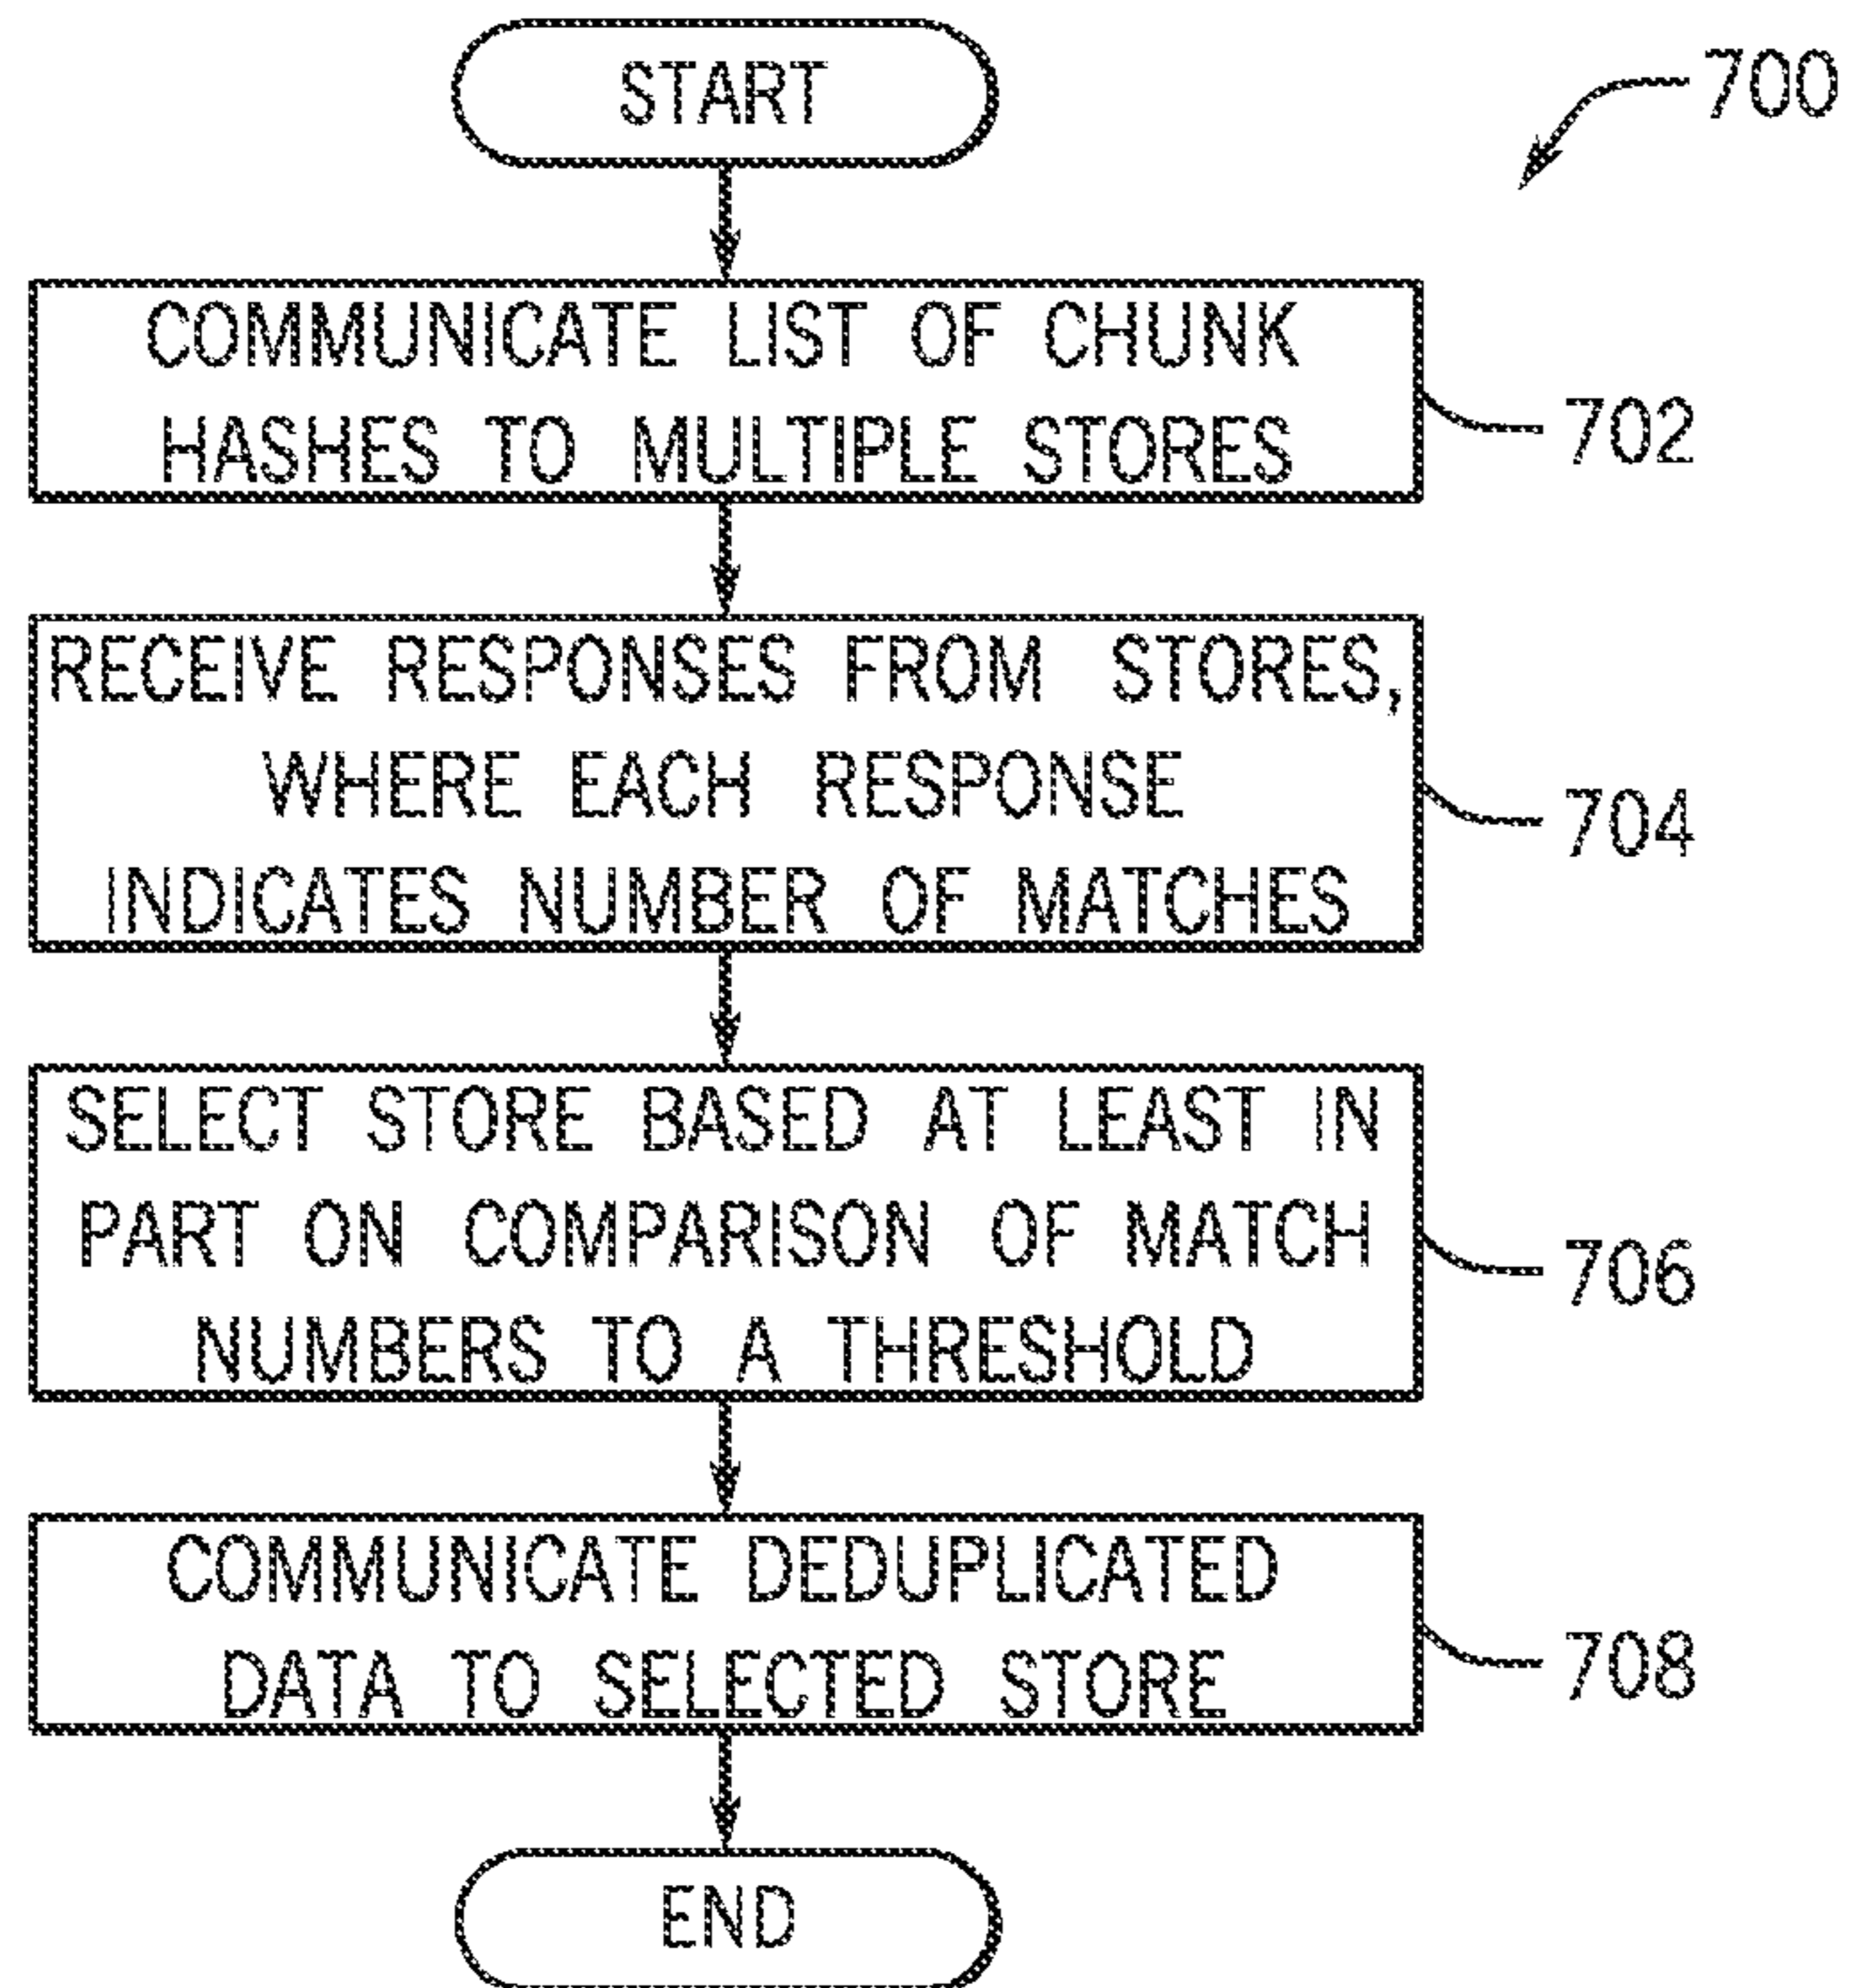 START
700
COMMUNICATE LIST OF CHUNK
HASHES TO MULTIPLE STORES
702
RECEIVE RESPONSES FROM STORES,
WHERE EACH RESPONSE
INDICATES NUMBER OF MATCHES
704
SELECT STORE BASED AT LEAST IN
PART ON COMPARISON OF MATCH
NUMBERS TO A THRESHOLD
706
COMMUNICATE DEDUPLICATED
DATA TO SELECTED STORE
708
END